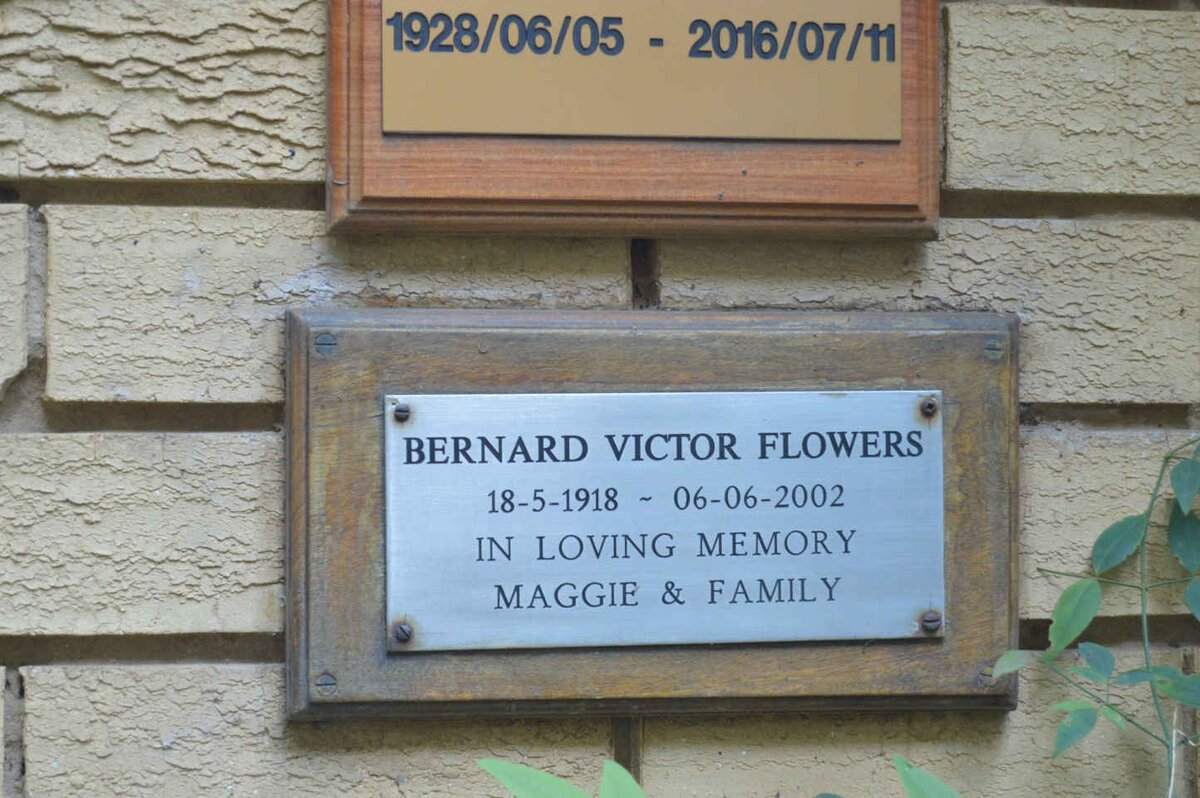 1928/06/05 - 2016/07/11
BERNARD VICTOR FLOWERS
18-5-1918 ~ 06-06-2002
IN LOVING MEMORY
MAGGIE & FAMILY